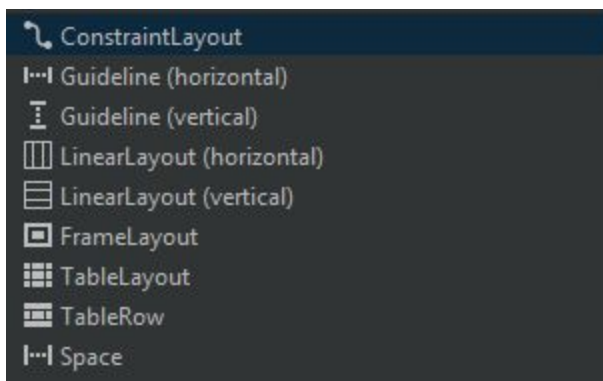 ConstraintLayout
Guideline (horizontal)
Guideline (vertical)
LinearLayout (horizontal)
LinearLayout (vertical)
FrameLayout
TableLayout
TableRow
Space